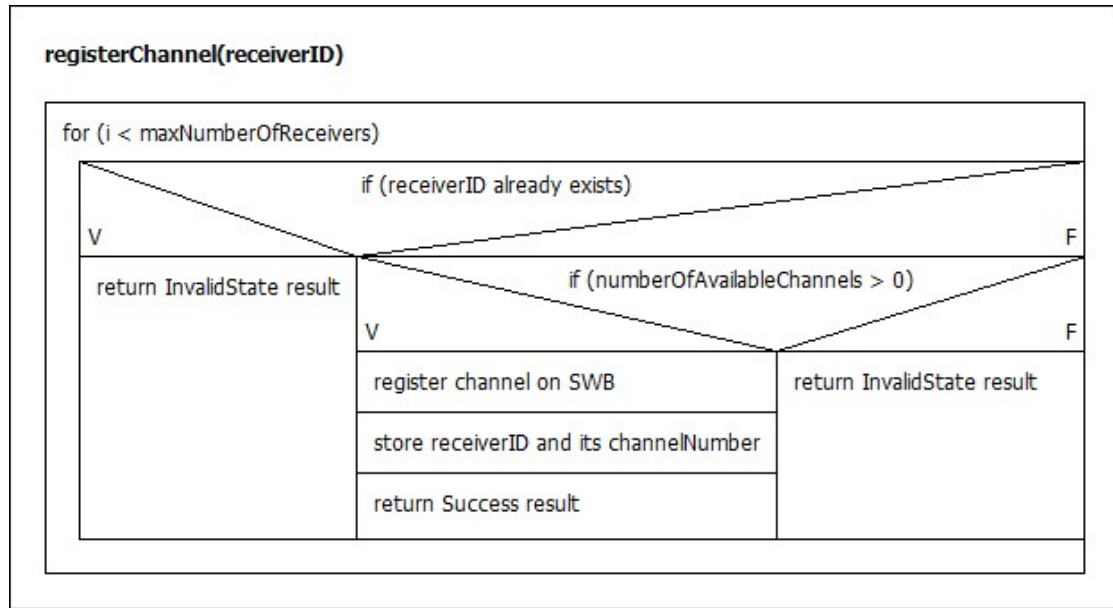 registerChannel(receiverID)
for (i < maxNumberOfReceivers)
if (receiverID already exists)
V
F
return InvalidState result
if (numberOfAvailableChannels > 0)
V
F
register channel on SWB
return InvalidState result
store receiverID and its channelNumber
return Success result